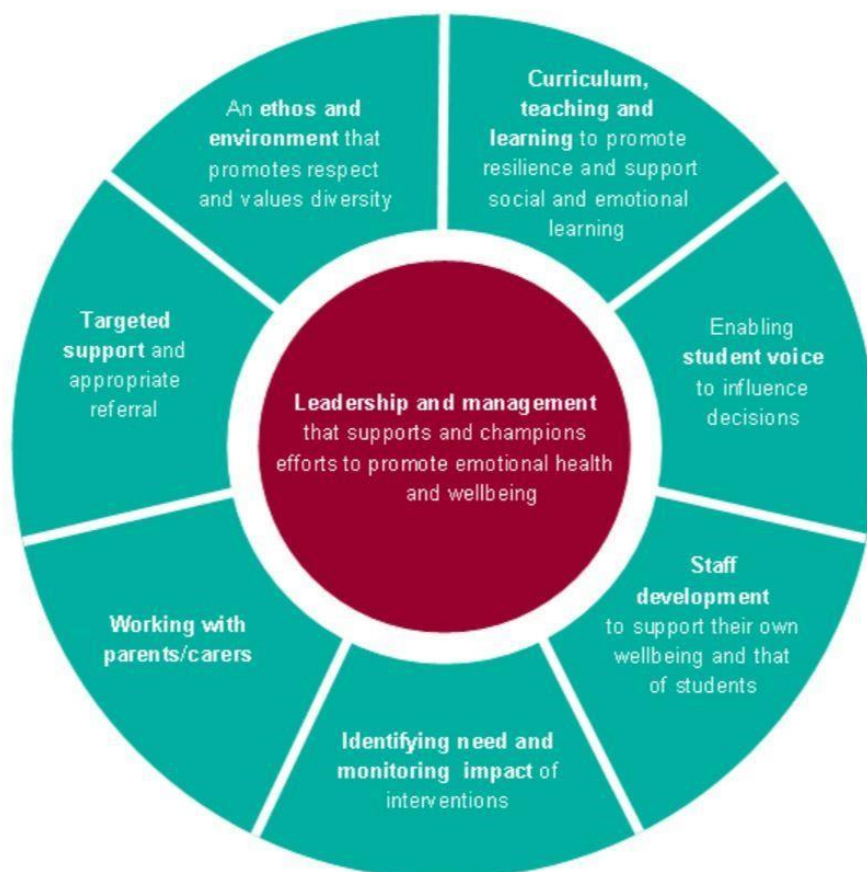 An ethos and
environment that
promotes respect
and values diversity
Curriculum,
teaching and
learning to promote
resilience and support
social and emotional
learning
Enabling
student voice
to influence
decisions
Staff
development
to support their own
wellbeing and that
of students
Identifying need and
monitoring impact of
interventions
Working with
parents/carers
Targeted
support and
appropriate
referral
Leadership and management
that supports and champions
efforts to promote emotional health
and wellbeing